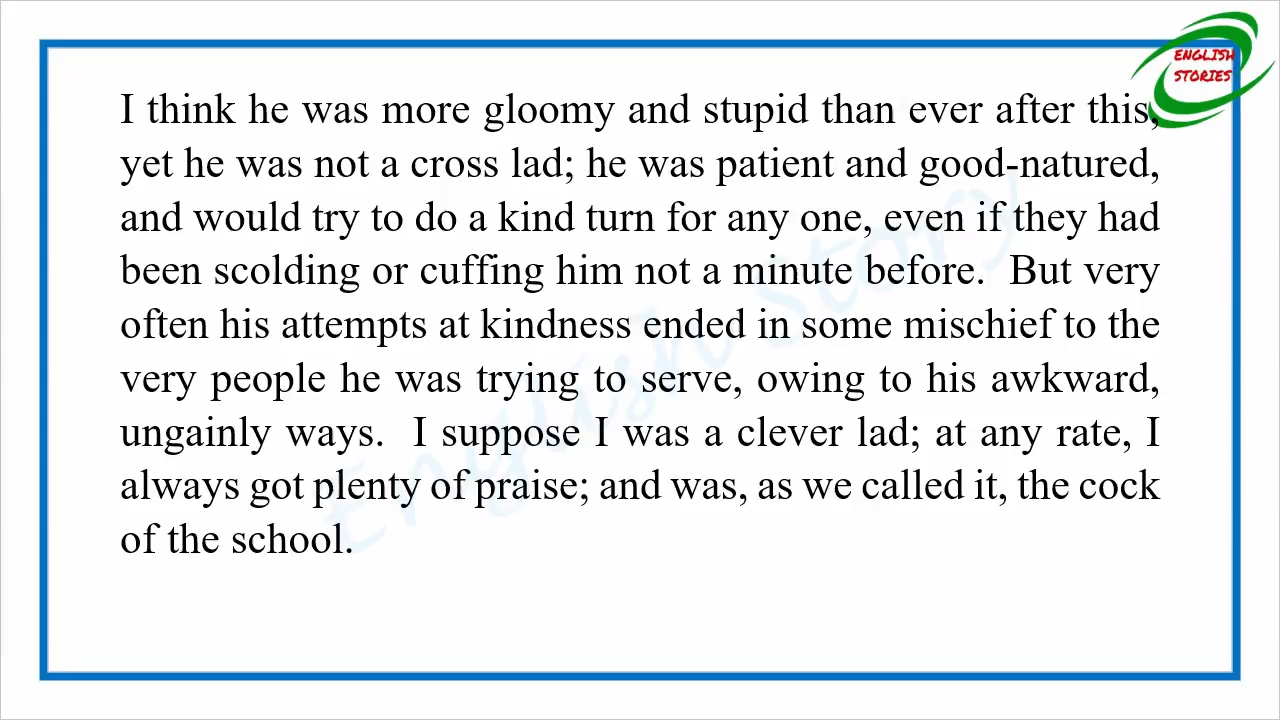 ENGLISH
STORIES
I think he was more gloomy and stupid than ever after this,
yet he was not a cross lad; he was patient and good-natured,
and would try to do a kind turn for any one, even if they had
been scolding or cuffing him not a minute before.  But very
often his attempts at kindness ended in some mischief to the
very people he was trying to serve, owing to his awkward,
ungainly ways.  I suppose I was a clever lad; at any rate, I
always got plenty of praise; and was, as we called it, the cock
of the school.
English Story